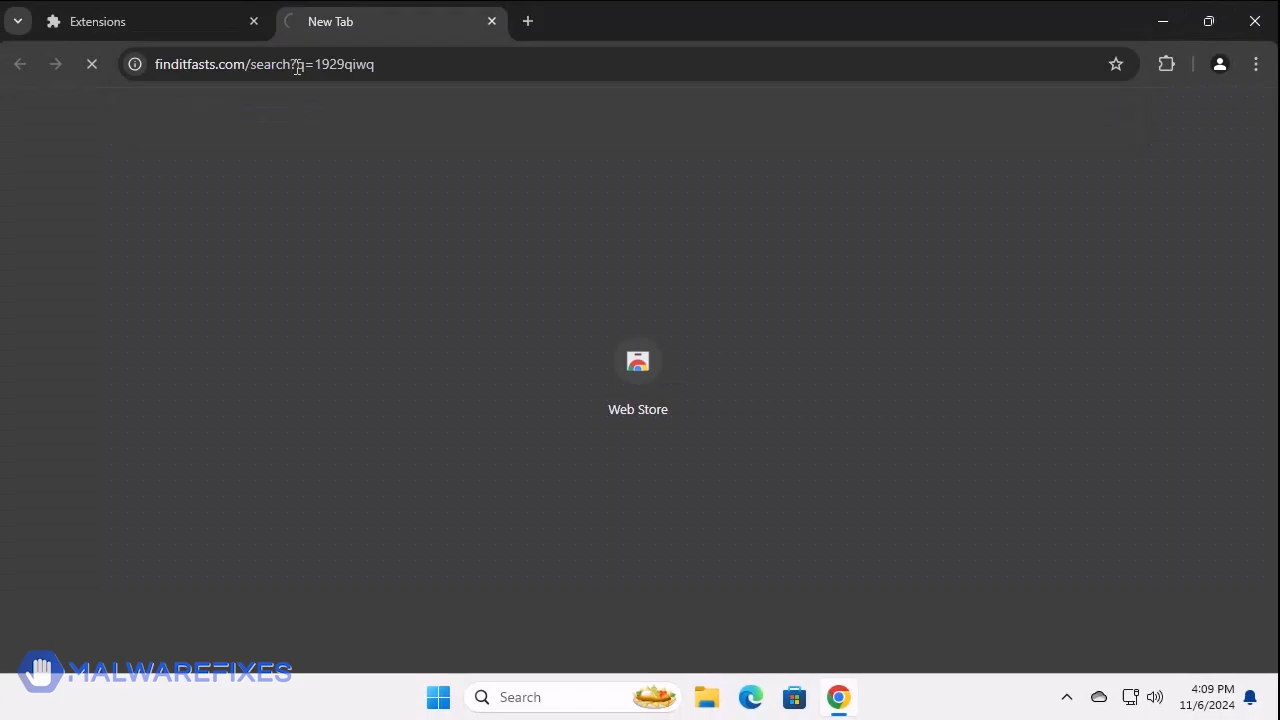 Extensions
New Tab
finditfasts.com/search?q=1929qiwq
Web Store
MALWAREFIXES
Search
4:09 PM
11/6/2024